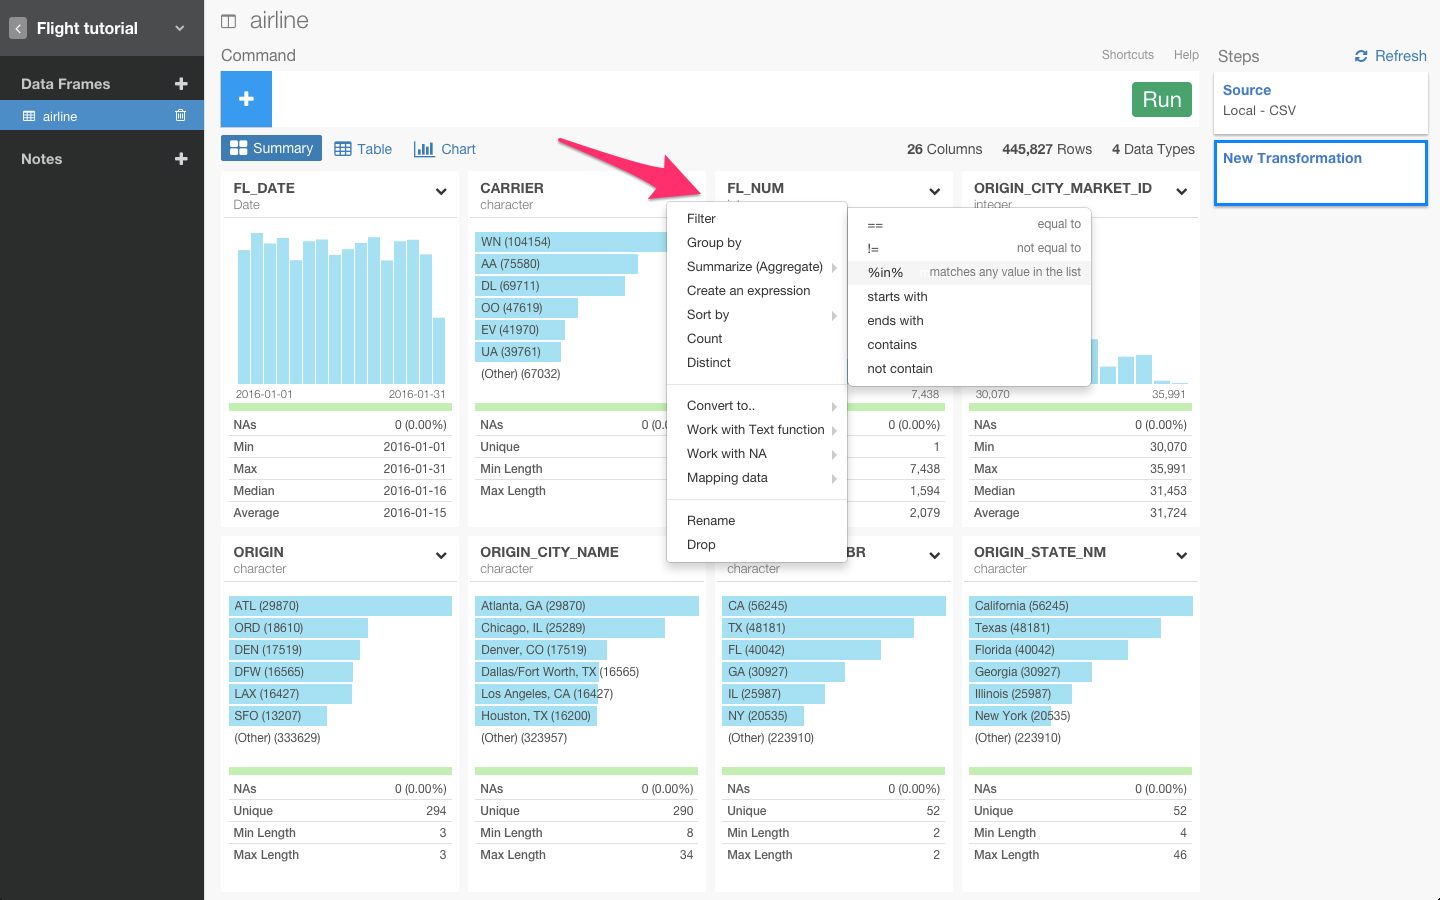 Flight tutorial
Data Frames
airline
Notes
airline
Command
Shortcuts Help
Run
Summary Table Chart
26 Columns 445,827 Rows 4 Data Types
Steps Refresh
Source
Local - CSV
New Transformation
FL_DATE
Date
2016-01-01 2016-01-31
NAs 0 (0.00%)
Min 2016-01-01
Max 2016-01-31
Median 2016-01-16
Average 2016-01-15
CARRIER
character
WN (104154)
AA (75580)
DL (69711)
OO (47619)
EV (41970)
UA (39761)
(Other) (67032)
NAs 0 (0.0
Unique
Min Length
Max Length
FL_NUM
7,438
0 (0.00%)
1
7,438
1,594
2,079
ORIGIN_CITY_MARKET_ID
integer
30,070 35,991
NAs 0 (0.00%)
Min 30,070
Max 35,991
Median 31,453
Average 31,724
Filter
Group by
Summarize (Aggregate)
Create an expression
Sort by
Count
Distinct
Convert to..
Work with Text function
Work with NA
Mapping data
Rename
Drop
== equal to
!= not equal to
%in% matches any value in the list
starts with
ends with
contains
not contain
ORIGIN
character
ATL (29870)
ORD (18610)
DEN (17519)
DFW (16565)
LAX (16427)
SFO (13207)
(Other) (333629)
NAs 0 (0.00%)
Unique 294
Min Length 3
Max Length 3
ORIGIN_CITY_NAME
character
Atlanta, GA (29870)
Chicago, IL (25289)
Denver, CO (17519)
Dallas/Fort Worth, TX (16565)
Los Angeles, CA (16427)
Houston, TX (16200)
(Other) (323957)
NAs 0 (0.00%)
Unique 290
Min Length 8
Max Length 34
BR
character
CA (56245)
TX (48181)
FL (40042)
GA (30927)
IL (25987)
NY (20535)
(Other) (223910)
NAs 0 (0.00%)
Unique 52
Min Length 2
Max Length 2
ORIGIN_STATE_NM
character
California (56245)
Texas (48181)
Florida (40042)
Georgia (30927)
Illinois (25987)
New York (20535)
(Other) (223910)
NAs 0 (0.00%)
Unique 52
Min Length 4
Max Length 46